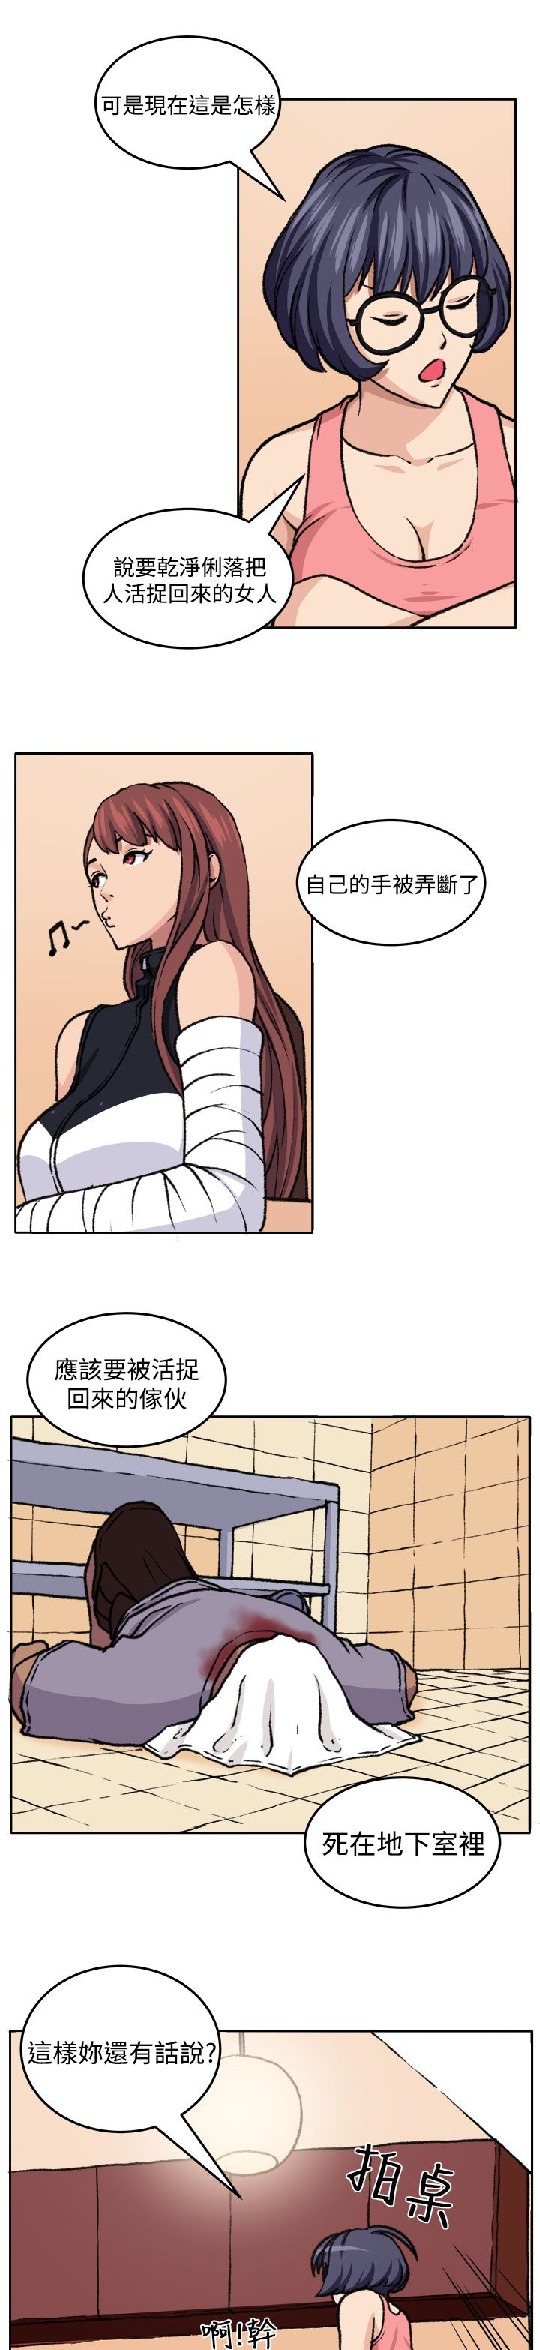 可是現在這是怎樣
說要乾淨俐落把
人活捉回來的女人
自己的手被弄斷了
應該要被活捉
回來的傢伙
死在地下室裡
這樣妳還有話說?
拍桌
啊!幹